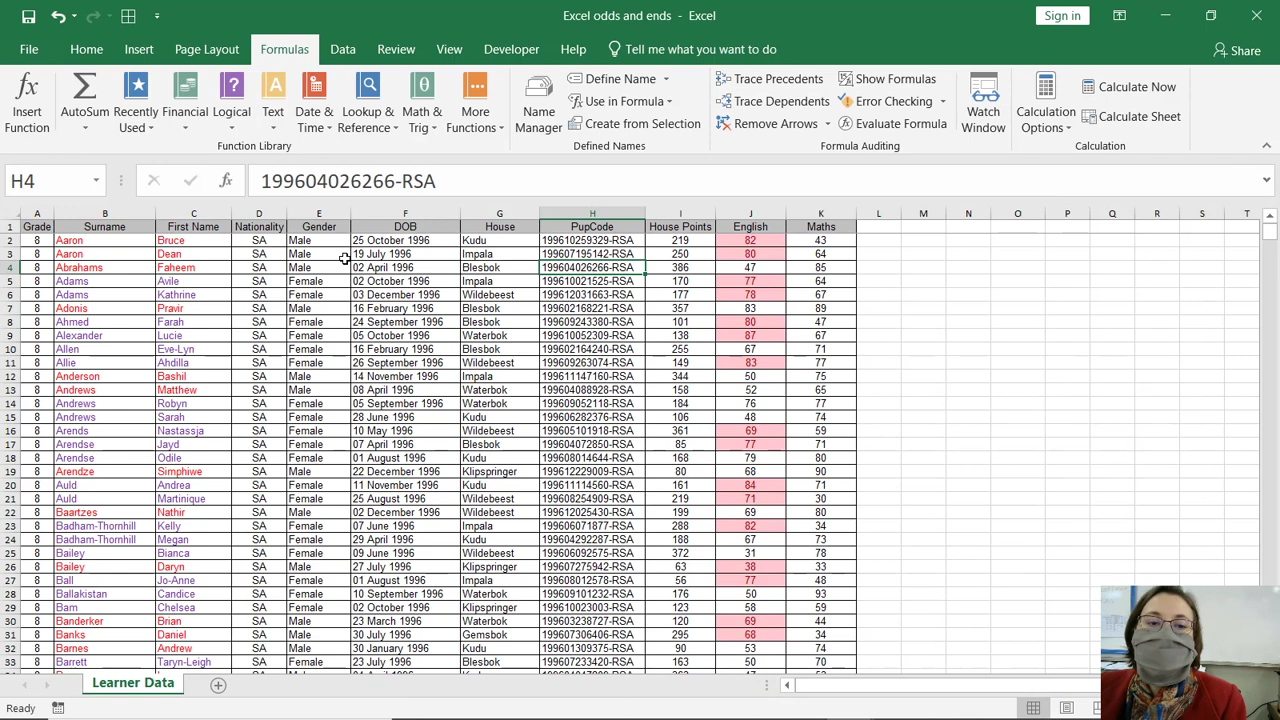 Excel odds and ends - Excel
Sign in
File Home Insert Page Layout Formulas Data Review View Developer Help Tell me what you want to do Share
Insert Function
AutoSum
Recently Used
Financial
Logical
Text
Date & Time
Lookup & Reference
Math & Trig
More Functions
Function Library
Name Manager
Define Name
Use in Formula
Create from Selection
Defined Names
Trace Precedents
Trace Dependents
Remove Arrows
Show Formulas
Error Checking
Evaluate Formula
Formula Auditing
Watch Window
Calculation Options
Calculate Now
Calculate Sheet
Calculation
H4 fx 199604026266-RSA
A B C D E F G H I J K L M N O P Q R S T
1 Grade Surname First Name Nationality Gender DOB House PupCode House Points English Maths
2 8 Aaron Bruce SA Male 25 October 1996 Kudu 199610259329-RSA 219 82 43
3 8 Aaron Dean SA Male 19 July 1996 Impala 199607195142-RSA 250 80 64
4 8 Abrahams Faheem SA Male 02 April 1996 Blesbok 199604026266-RSA 386 47 85
5 8 Adams Avile SA Female 02 October 1996 Impala 199610021525-RSA 170 77 64
6 8 Adams Kathrine SA Female 03 December 1996 Wildebeest 199612031663-RSA 177 78 67
7 8 Adonis Pravir SA Male 16 February 1996 Blesbok 199602168221-RSA 357 83 89
8 8 Ahmed Farah SA Female 24 September 1996 Blesbok 199609243380-RSA 101 80 47
9 8 Alexander Lucie SA Female 05 October 1996 Waterbok 199610052309-RSA 138 87 67
10 8 Allen Eve-Lyn SA Female 16 February 1996 Blesbok 199602164240-RSA 255 67 71
11 8 Allie Ahdilla SA Female 26 September 1996 Wildebeest 199609263074-RSA 149 83 77
12 8 Anderson Bashil SA Male 14 November 1996 Impala 199611147160-RSA 344 50 75
13 8 Andrews Matthew SA Male 08 April 1996 Waterbok 199604088928-RSA 158 52 65
14 8 Andrews Robyn SA Female 05 September 1996 Waterbok 199609052118-RSA 184 76 77
15 8 Andrews Sarah SA Female 28 June 1996 Kudu 199606282376-RSA 106 48 74
16 8 Arends Nastassja SA Female 10 May 1996 Wildebeest 199605101918-RSA 361 69 59
17 8 Arendse Jayd SA Female 07 April 1996 Blesbok 199604072850-RSA 85 77 71
18 8 Arendse Odile SA Female 01 August 1996 Kudu 199608014644-RSA 168 79 80
19 8 Arendze Simphiwe SA Male 22 December 1996 Klipspringer 199612229009-RSA 80 68 90
20 8 Auld Andrea SA Female 11 November 1996 Kudu 199611114560-RSA 161 84 71
21 8 Auld Martinique SA Female 25 August 1996 Wildebeest 199608254909-RSA 219 71 30
22 8 Baartzes Nathir SA Male 02 December 1996 Kudu 199612025430-RSA 199 69 80
23 8 Badham-Thornhill Kelly SA Female 07 June 1996 Impala 199606071877-RSA 288 82 34
24 8 Badham-Thornhill Megan SA Female 29 April 1996 Kudu 199604292287-RSA 188 67 73
25 8 Bailey Bianca SA Female 09 June 1996 Wildebeest 199606092575-RSA 372 31 78
26 8 Bailey Daryn SA Male 27 July 1996 Klipspringer 199607275942-RSA 63 38 33
27 8 Ball Jo-Anne SA Female 01 August 1996 Impala 199608012578-RSA 56 77 48
28 8 Ballakistan Candice SA Female 10 September 1996 Kudu 199609101232-RSA 176 50 93
29 8 Bam Chelsea SA Female 02 October 1996 Klipspringer 199610023003-RSA 123 58 59
30 8 Banderker Brian SA Male 23 March 1996 Waterbok 199603238727-RSA 120 69 44
31 8 Banks Daniel SA Male 30 July 1996 Gemsbok 199607306406-RSA 295 68 34
32 8 Barnes Andrew SA Male 30 January 1996 Kudu 199601309375-RSA 90 53 74
33 8 Barrett Taryn-Leigh SA Female 23 July 1996 Blesbok 199607233420-RSA 163 50 70
Learner Data